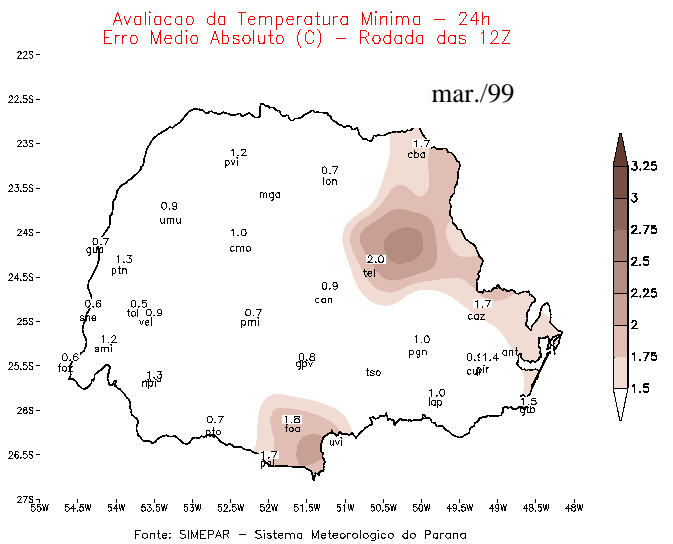 Avaliacao da Temperatura Minima – 24h
Erro Medio Absoluto (C) – Rodada das 12Z
mar./99
22S
22.5S
23S
23.5S
24S
24.5S
25S
25.5S
26S
26.5S
27S
1.7
cba
1.2
pvi
0.7
lon
mga
0.9
umu
1.0
cmo
0.7
gua
1.3
ptn
2.0
tel
0.9
can
0.6
she
0.5
tol
0.9
vel
0.7
pmi
1.7
caz
1.2
smi
0.6
foz
1.0
pgn
1.4
pir
ant
0.8
gpv
tso
1.3
npi
1.0
lap
1.5
gtb
0.7
pto
1.8
foa
uvi
1.7
pal
55W 54.5W 54W 53.5W 53W 52.5W 52W 51.5W 51W 50.5W 50W 49.5W 49W 48.5W 48W
3.25
3
2.75
2.5
2.25
2
1.75
1.5
Fonte: SIMEPAR – Sistema Meteorologico do Parana